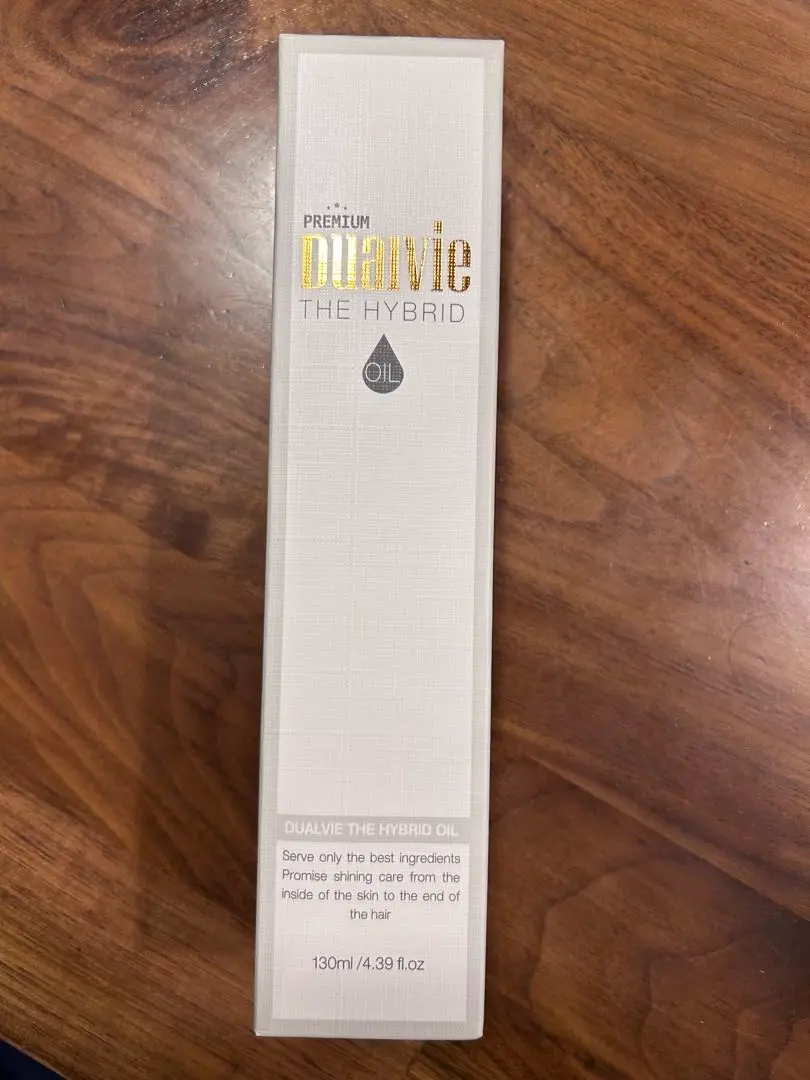 PREMIUM
Dualvie
THE HYBRID
OIL
DUALVIE THE HYBRID OIL
Serve only the best ingredients
Promise shining care from the
inside of the skin to the end of
the hair
130ml /4.39 fl.oz